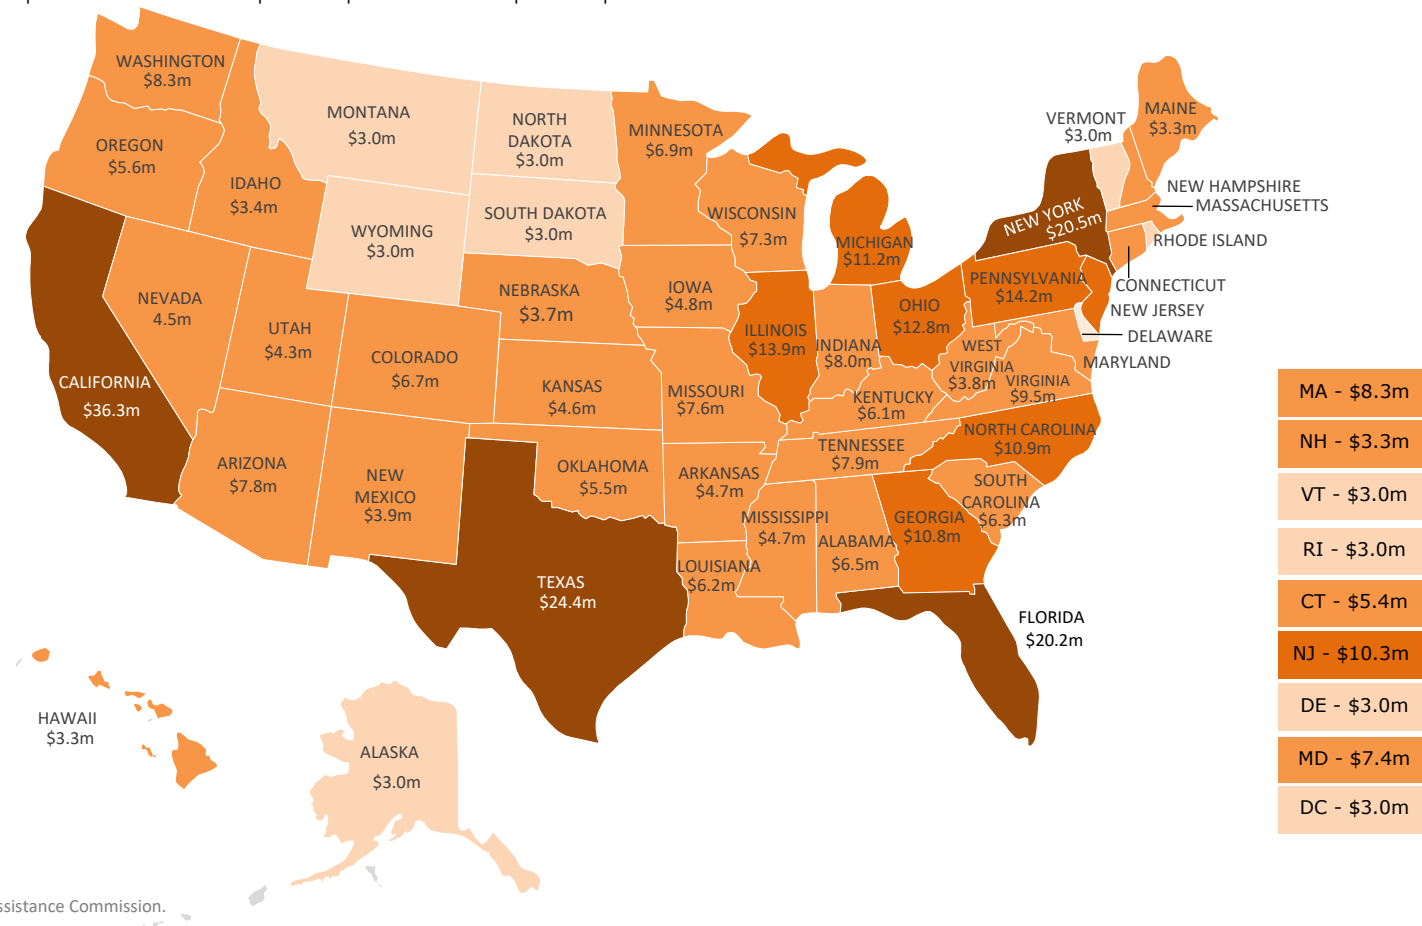 WASHINGTON
$8.3m
OREGON
$5.6m
IDAHO
$3.4m
MONTANA
$3.0m
NORTH
DAKOTA
$3.0m
MINNESOTA
$6.9m
WYOMING
$3.0m
SOUTH DAKOTA
$3.0m
WISCONSIN
$7.3m
MICHIGAN
$11.2m
NEW YORK
$20.5m
VERMONT
$3.0m
MAINE
$3.3m
NEW HAMPSHIRE
MASSACHUSETTS
RHODE ISLAND
CONNECTICUT
NEW JERSEY
DELAWARE
MARYLAND
NEVADA
4.5m
UTAH
$4.3m
COLORADO
$6.7m
NEBRASKA
$3.7m
IOWA
$4.8m
ILLINOIS
$13.9m
INDIANA
$8.0m
OHIO
$12.8m
PENNSYLVANIA
$14.2m
WEST
VIRGINIA
$3.8m
VIRGINIA
$9.5m
CALIFORNIA
$36.3m
KANSAS
$4.6m
MISSOURI
$7.6m
KENTUCKY
$6.1m
ARIZONA
$7.8m
NEW
MEXICO
$3.9m
OKLAHOMA
$5.5m
ARKANSAS
$4.7m
TENNESSEE
$7.9m
NORTH CAROLINA
$10.9m
SOUTH
CAROLINA
$6.3m
MISSISSIPPI
$4.7m
ALABAMA
$6.5m
GEORGIA
$10.8m
TEXAS
$24.4m
LOUISIANA
$6.2m
FLORIDA
$20.2m
HAWAII
$3.3m
ALASKA
$3.0m
MA - $8.3m
NH - $3.3m
VT - $3.0m
RI - $3.0m
CT - $5.4m
NJ - $10.3m
DE - $3.0m
MD - $7.4m
DC - $3.0m
ssistance Commission.